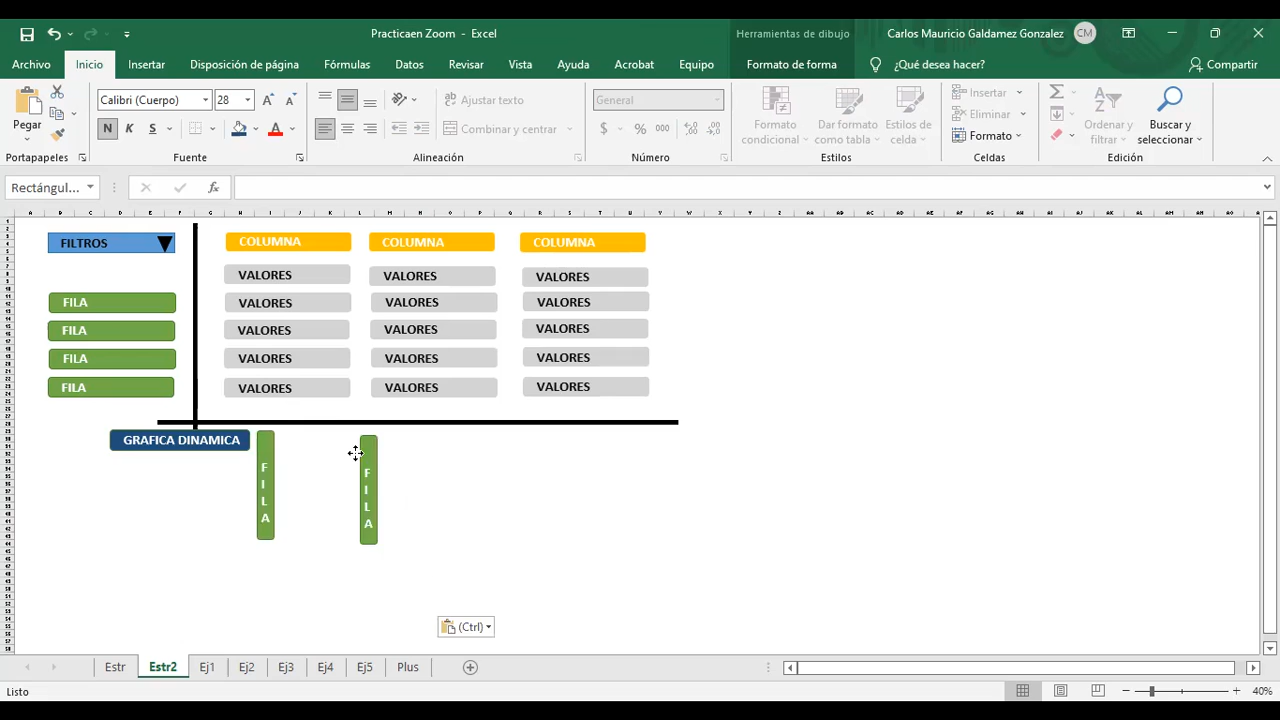 Practicaen Zoom - Excel
Herramientas de dibujo
Carlos Mauricio Galdamez Gonzalez
CM
Archivo
Inicio
Insertar
Disposición de página
Fórmulas
Datos
Revisar
Vista
Ayuda
Acrobat
Equipo
Formato de forma
¿Qué desea hacer?
Compartir
Pegar
Calibri (Cuerpo)
28
N K S
Ajustar texto
Combinar y centrar
General
$ % 000
Formato condicional
Dar formato como tabla
Estilos de celda
Insertar
Eliminar
Formato
Ordenar y filtrar
Buscar y seleccionar
Portapapeles
Fuente
Alineación
Número
Estilos
Celdas
Edición
Rectángul...
fx
FILTROS
COLUMNA COLUMNA COLUMNA
VALORES VALORES VALORES
FILA VALORES VALORES VALORES
FILA VALORES VALORES VALORES
FILA VALORES VALORES VALORES
FILA VALORES VALORES VALORES
GRAFICA DINAMICA
FILA
FILA
(Ctrl)
Estr Estr2 Ej1 Ej2 Ej3 Ej4 Ej5 Plus
Listo
40%